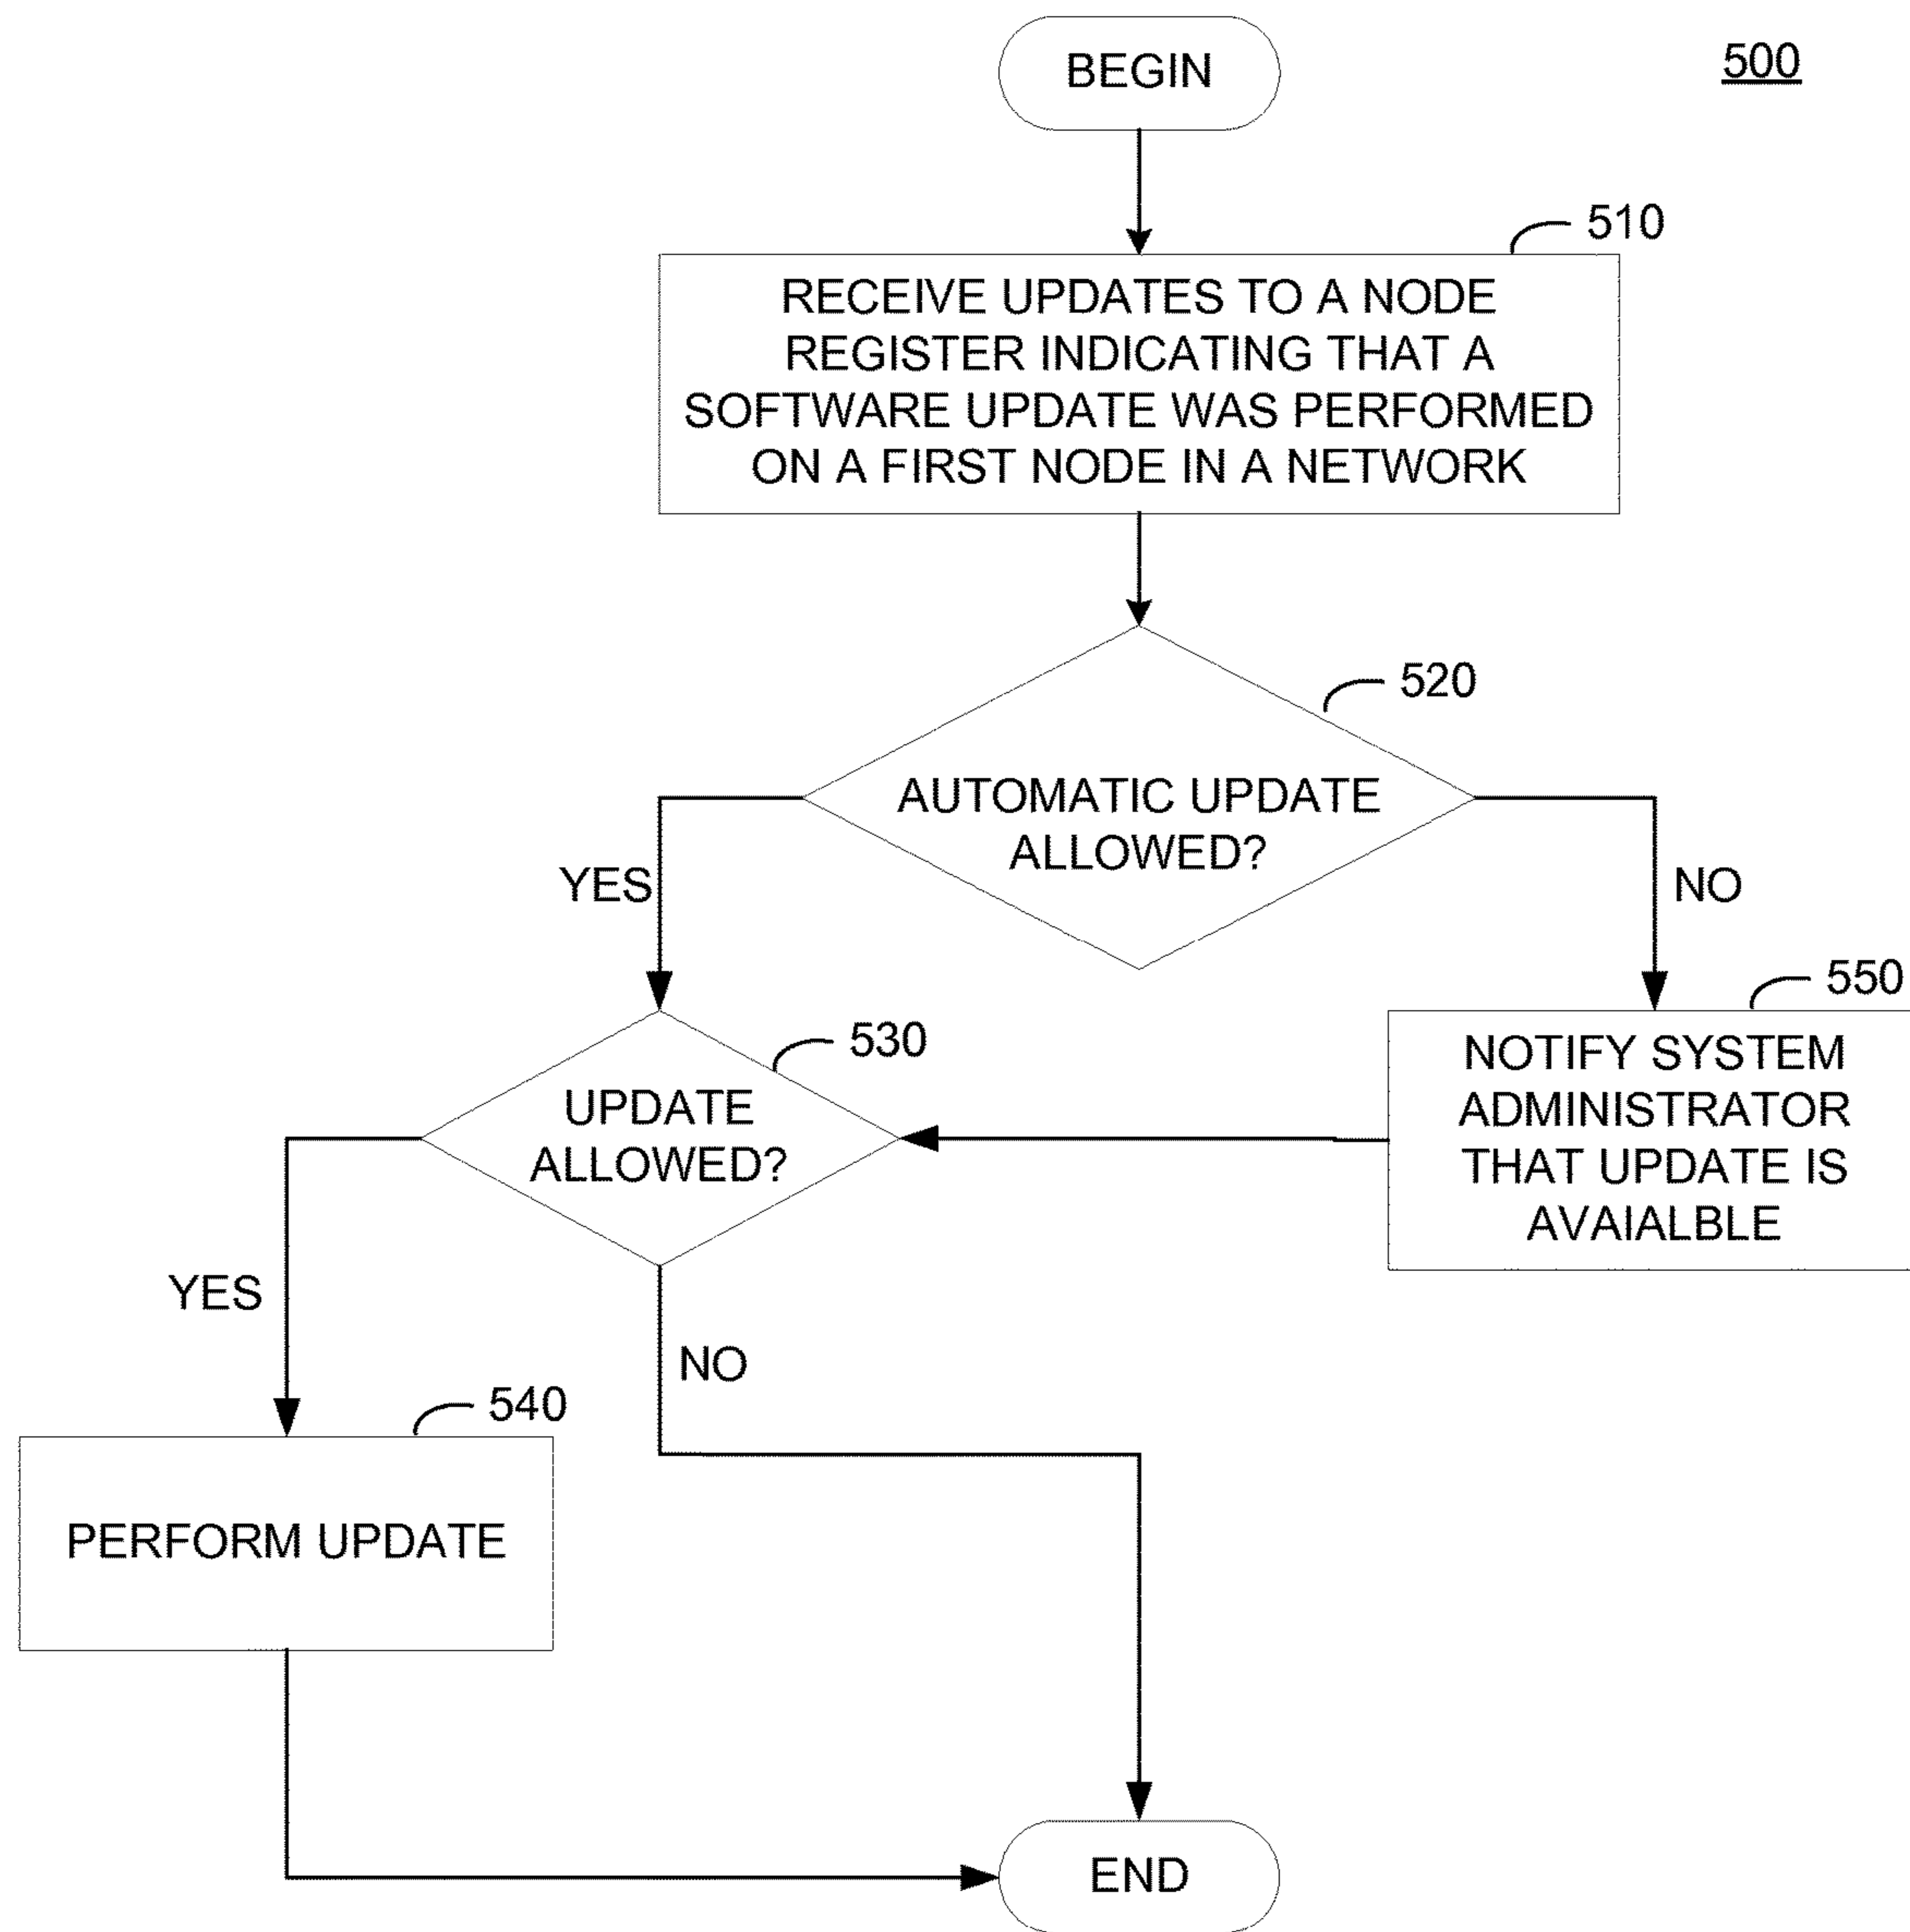 BEGIN
500
510
RECEIVE UPDATES TO A NODE
REGISTER INDICATING THAT A
SOFTWARE UPDATE WAS PERFORMED
ON A FIRST NODE IN A NETWORK
520
AUTOMATIC UPDATE
ALLOWED?
YES
NO
530
UPDATE
ALLOWED?
550
NOTIFY SYSTEM
ADMINISTRATOR
THAT UPDATE IS
AVAIALBLE
YES
NO
540
PERFORM UPDATE
END